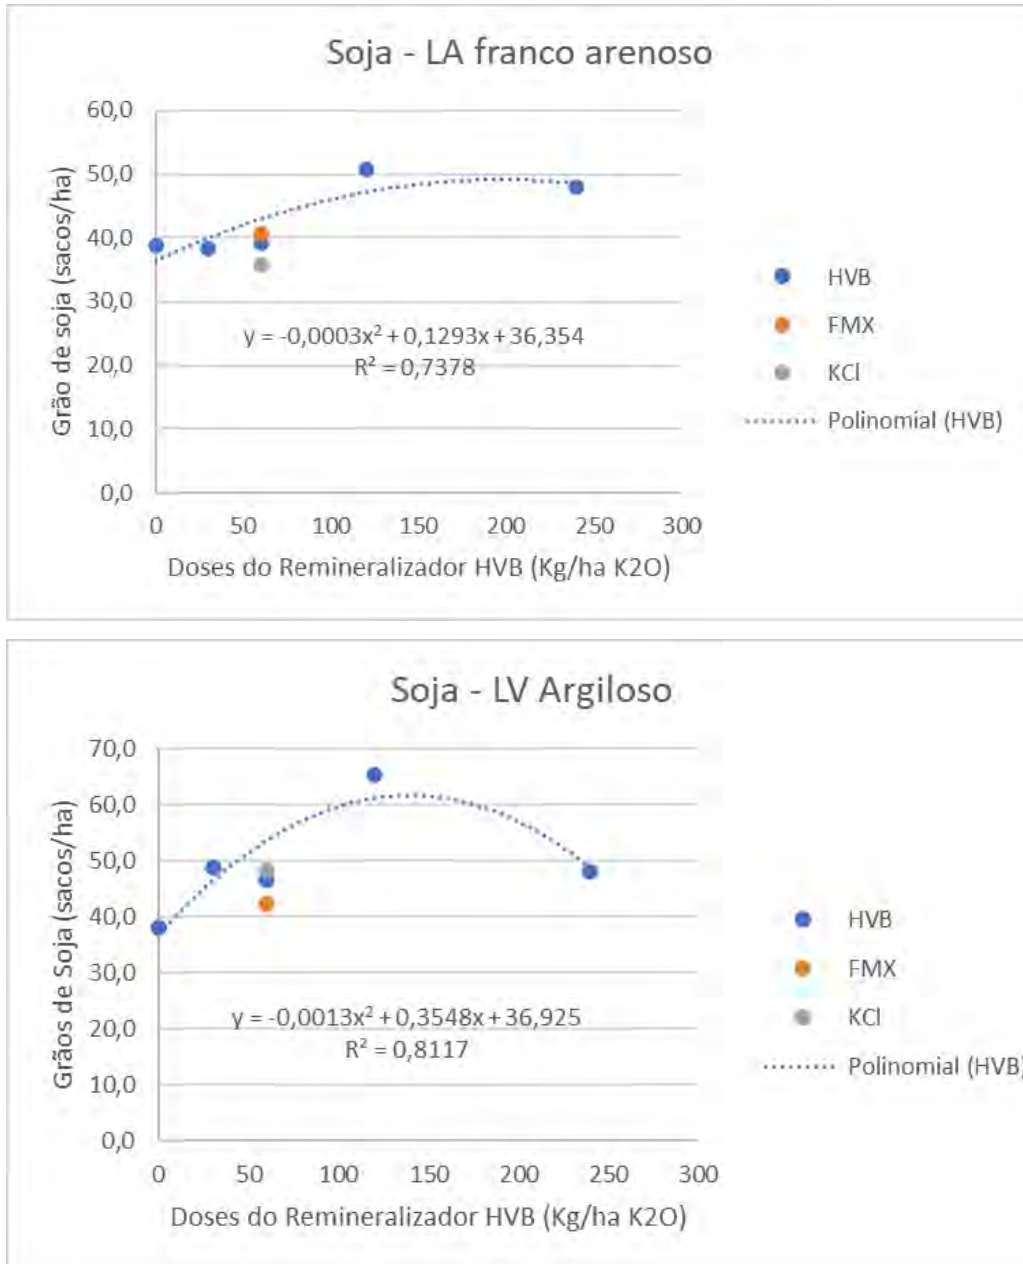 Soja - LA franco arenoso
60,0
50,0
40,0
30,0
20,0
10,0
0,0
Grão de soja (sacos/ha)
y = -0,0003x² + 0,1293x + 36,354
R² = 0,7378
0 50 100 150 200 250 300
Doses do Remineralizador HVB (Kg/ha K2O)
HVB
FMX
KCl
Polinomial (HVB)
Soja - LV Argiloso
70,0
60,0
50,0
40,0
30,0
20,0
10,0
0,0
Grãos de Soja (sacos/ha)
y = -0,0013x² + 0,3548x + 36,925
R² = 0,8117
0 50 100 150 200 250 300
Doses do Remineralizador HVB (Kg/ha K2O)
HVB
FMX
KCl
Polinomial (HVB)